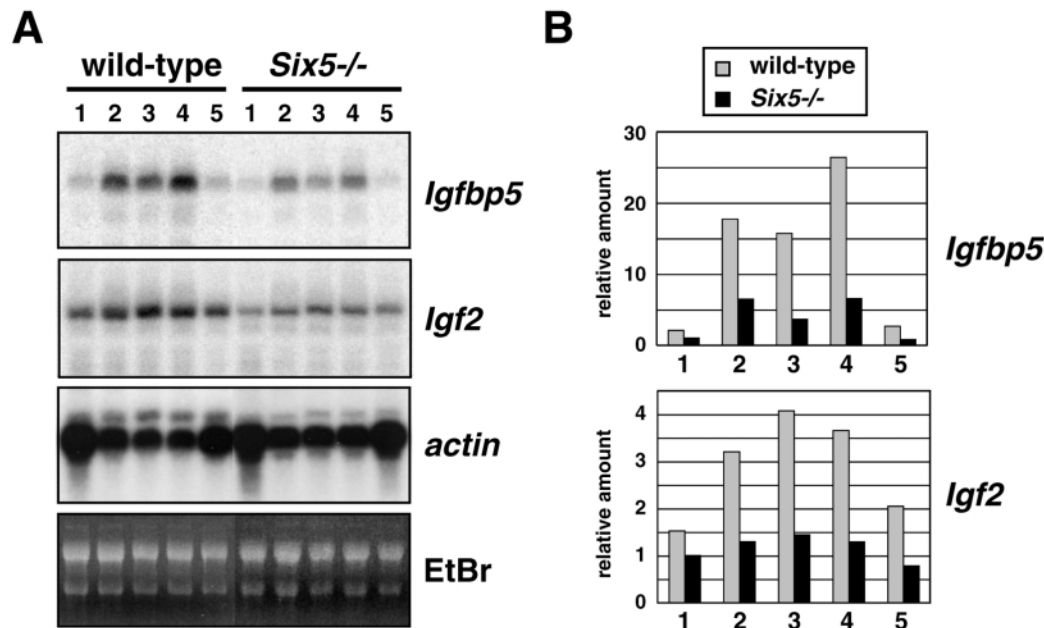 A
wild-type Six5-/-
1 2 3 4 5 1 2 3 4 5
Igfbp5
Igf2
actin
EtBr
B
wild-type
Six5-/-
30
20
10
0
relative amount
1 2 3 4 5
Igfbp5
4
3
2
1
0
relative amount
1 2 3 4 5
Igf2